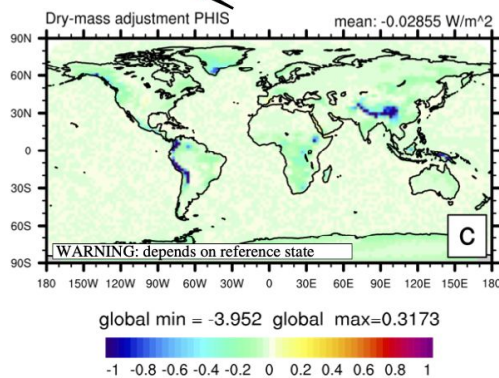 Dry-mass adjustment PHIS mean: -0.02855 W/m^2
90N
60N
30N
0
30S
60S
90S
WARNING: depends on reference state
C
180 150W 120W 90W 60W 30W 0 30E 60E 90E 120E 150E 180
global min = -3.952 global max=0.3173
-1 -0.8 -0.6 -0.4 -0.2 0 0.2 0.4 0.6 0.8 1